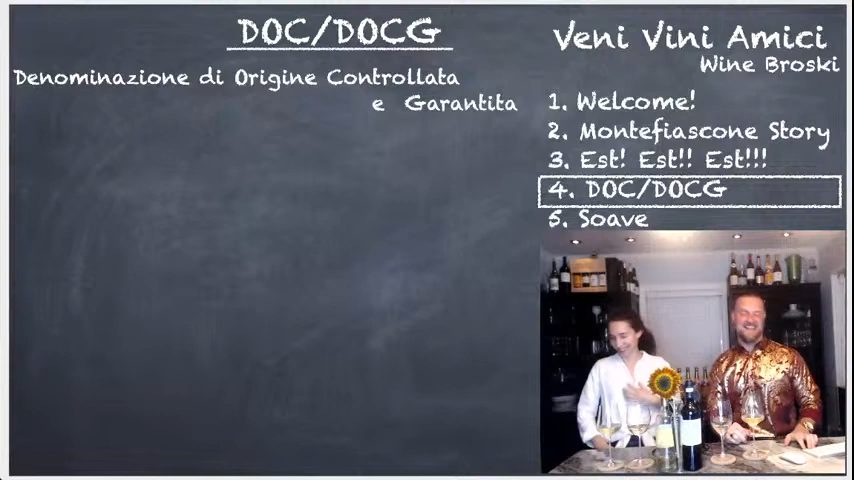 DOC/DOCG
Denominazione di Origine Controllata
e Garantita
Veni Vini Amici
Wine Broski
1. Welcome!
2. Montefiascone Story
3. Est! Est!! Est!!!
4. DOC/DOCG
5. Soave